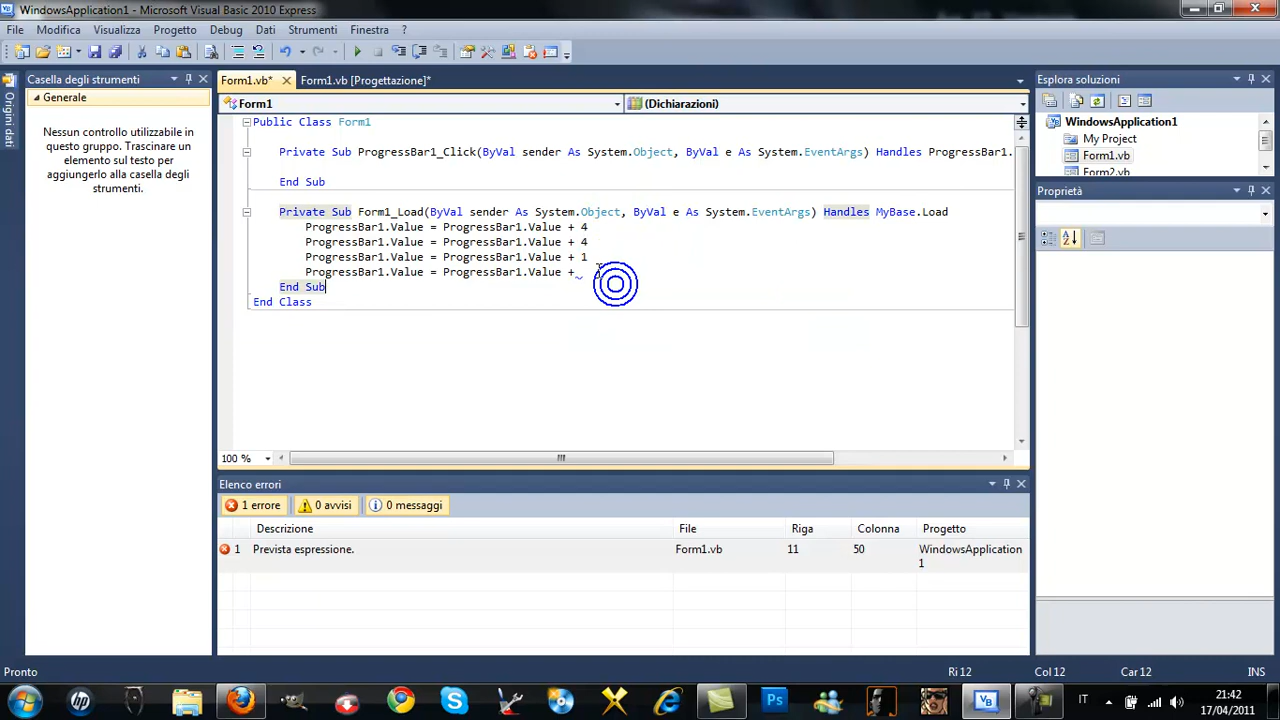 WindowsApplication1 - Microsoft Visual Basic 2010 Express
File Modifica Visualizza Progetto Debug Dati Strumenti Finestra ?
Origini dati
Casella degli strumenti
Generale
Nessun controllo utilizzabile in
questo gruppo. Trascinare un
elemento sul testo per
aggiungerlo alla casella degli
strumenti.
Form1.vb* Form1.vb [Progettazione]*
Form1 (Dichiarazioni)
Public Class Form1
Private Sub ProgressBar1_Click(ByVal sender As System.Object, ByVal e As System.EventArgs) Handles ProgressBar1.
End Sub
Private Sub Form1_Load(ByVal sender As System.Object, ByVal e As System.EventArgs) Handles MyBase.Load
ProgressBar1.Value = ProgressBar1.Value + 4
ProgressBar1.Value = ProgressBar1.Value + 4
ProgressBar1.Value = ProgressBar1.Value + 1
ProgressBar1.Value = ProgressBar1.Value +
End Sub
End Class
100 %
Elenco errori
1 errore 0 avvisi 0 messaggi
Descrizione File Riga Colonna Progetto
1 Prevista espressione. Form1.vb 11 50 WindowsApplication
1
Esplora soluzioni
WindowsApplication1
My Project
Form1.vb
Form2.vb
Proprietà
Pronto Ri 12 Col 12 Car 12 INS
IT
21:42
17/04/2011